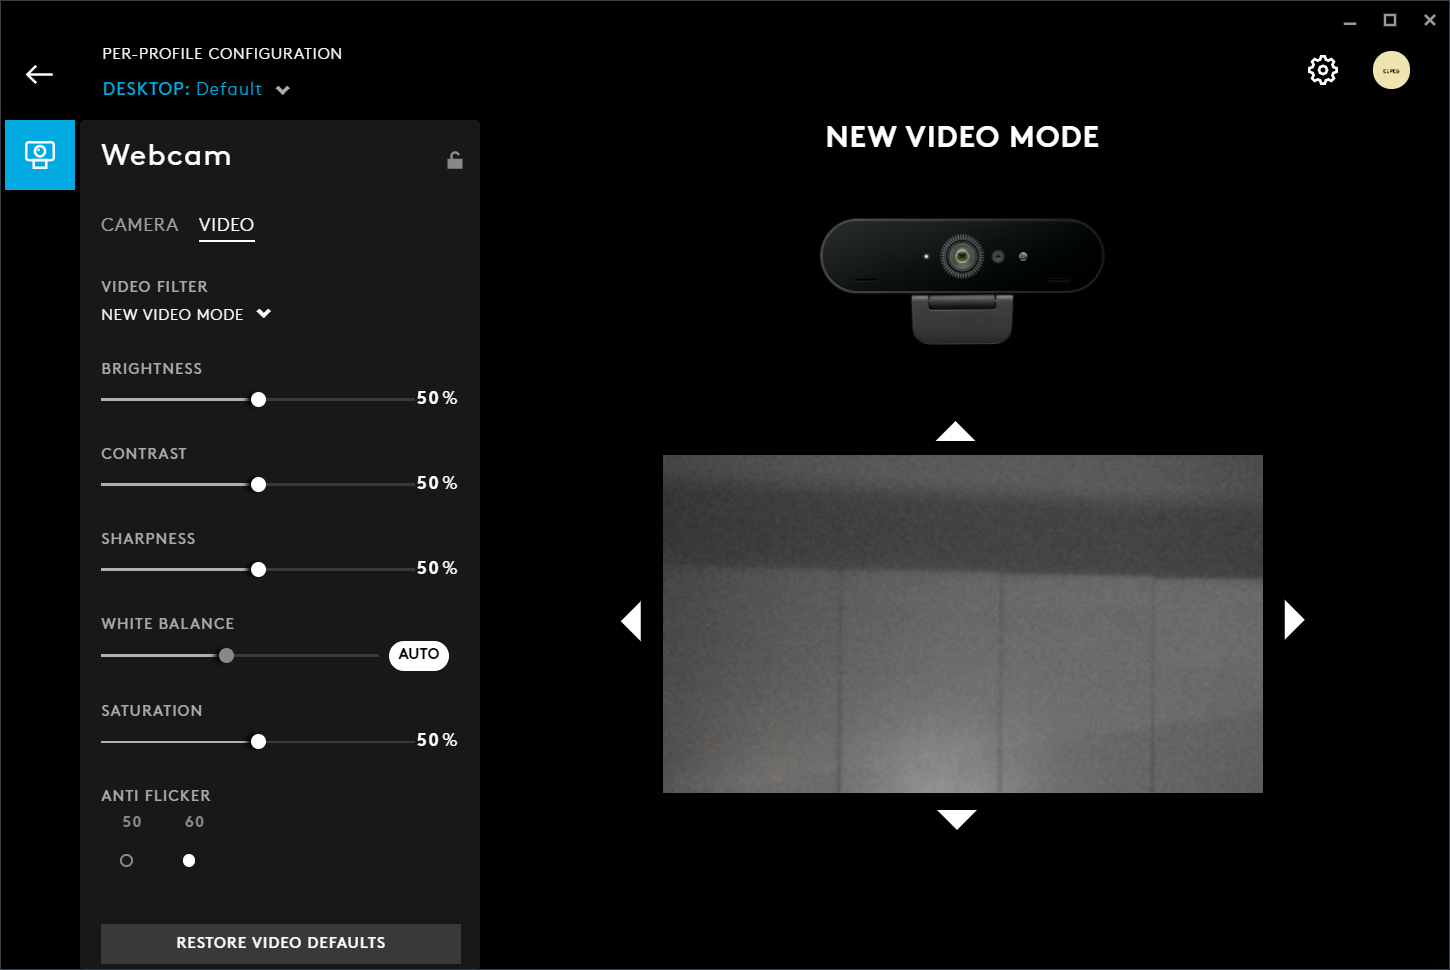 PER-PROFILE CONFIGURATION
DESKTOP: Default
Webcam
CAMERA VIDEO
VIDEO FILTER
NEW VIDEO MODE
BRIGHTNESS
50 %
CONTRAST
50 %
SHARPNESS
50 %
WHITE BALANCE
AUTO
SATURATION
50 %
ANTI FLICKER
50 60
RESTORE VIDEO DEFAULTS
NEW VIDEO MODE